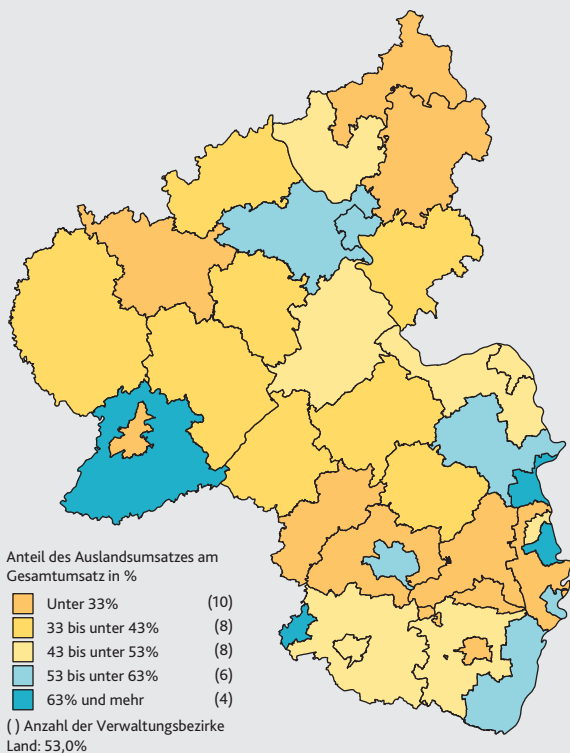 Anteil des Auslandsumsatzes am
Gesamtumsatz in %
Unter 33% (10)
33 bis unter 43% (8)
43 bis unter 53% (8)
53 bis unter 63% (6)
63% und mehr (4)
( ) Anzahl der Verwaltungsbezirke
Land: 53,0%